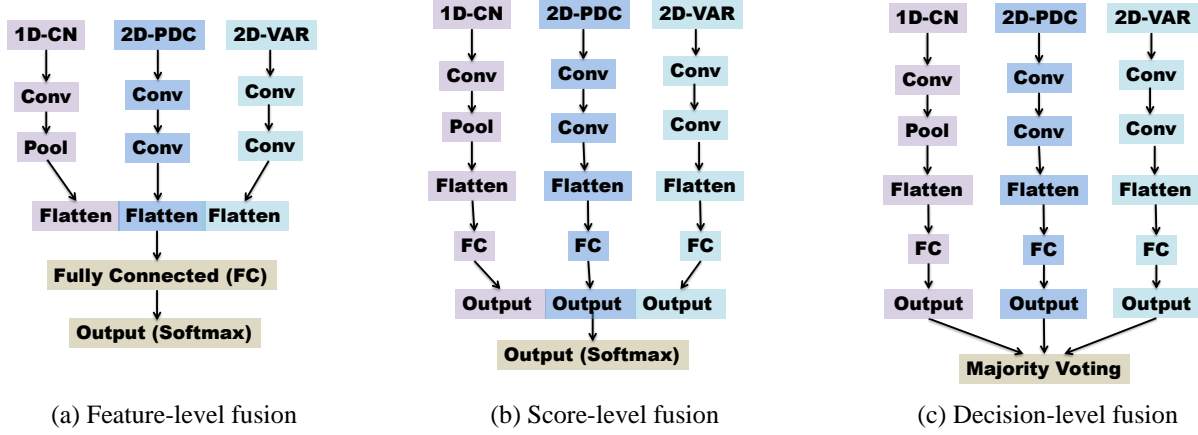 1D-CN 2D-PDC 2D-VAR
Conv Conv Conv
Pool Conv Conv
Flatten Flatten Flatten
Fully Connected (FC)
Output (Softmax)
(a) Feature-level fusion
1D-CN 2D-PDC 2D-VAR
Conv Conv Conv
Pool Conv Conv
Flatten Flatten Flatten
FC FC FC
Output Output Output
Output (Softmax)
(b) Score-level fusion
1D-CN 2D-PDC 2D-VAR
Conv Conv Conv
Pool Conv Conv
Flatten Flatten Flatten
FC FC FC
Output Output Output
Majority Voting
(c) Decision-level fusion